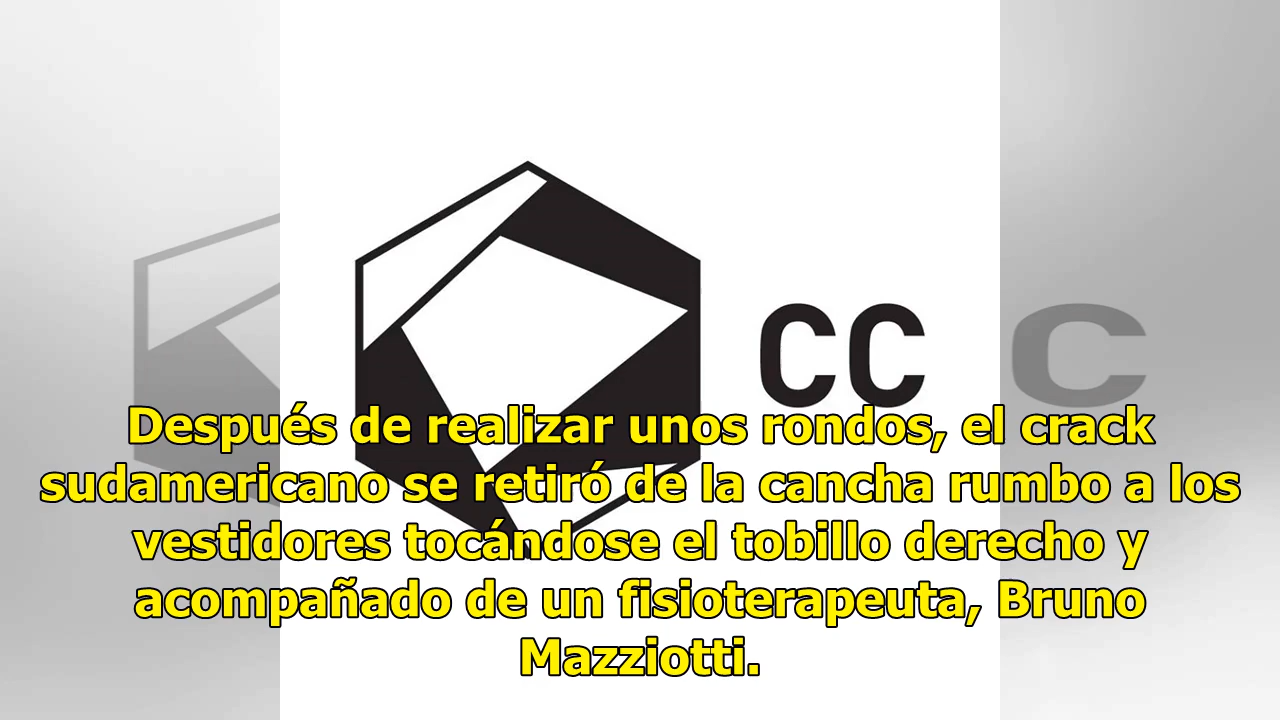 CC
C
Después de realizar unos rondos, el crack
sudamericano se retiró de la cancha rumbo a los
vestidores tocándose el tobillo derecho y
acompañado de un fisioterapeuta, Bruno
Mazziotti.